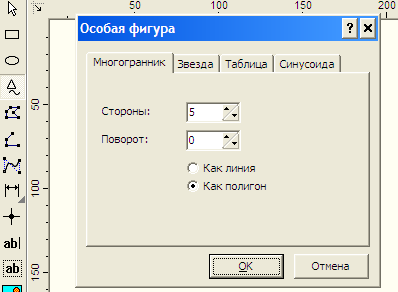 50 100 150 200
Особая фигура
Многогранник Звезда Таблица Синусоида
50
Стороны: 5
Поворот: 0
Как линия
100
Как полигон
ab|
ab
OK Отмена
150